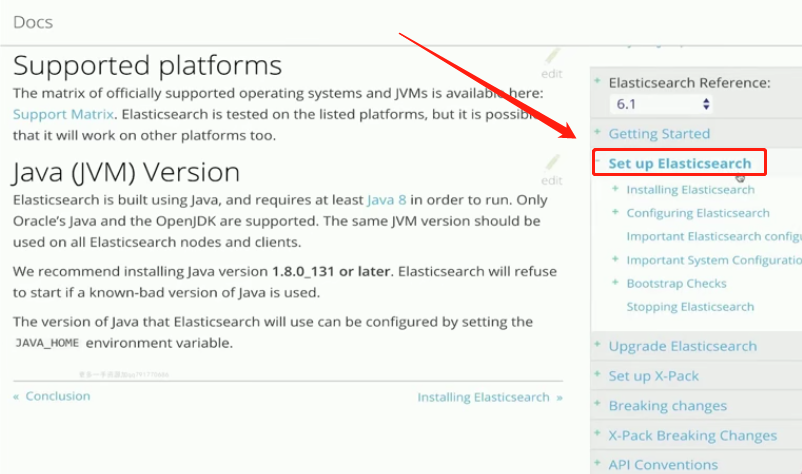 Docs
Supported platforms
edit
The matrix of officially supported operating systems and JVMs is available here:
Support Matrix. Elasticsearch is tested on the listed platforms, but it is possible
that it will work on other platforms too.
Java (JVM) Version
edit
Elasticsearch is built using Java, and requires at least Java 8 in order to run. Only
Oracle's Java and the OpenJDK are supported. The same JVM version should be
used on all Elasticsearch nodes and clients.
We recommend installing Java version 1.8.0_131 or later. Elasticsearch will refuse
to start if a known-bad version of Java is used.
The version of Java that Elasticsearch will use can be configured by setting the
JAVA_HOME environment variable.
« Conclusion
Installing Elasticsearch »
Elasticsearch Reference:
6.1
+ Getting Started
- Set up Elasticsearch
+ Installing Elasticsearch
+ Configuring Elasticsearch
Important Elasticsearch configu
+ Important System Configuratio
+ Bootstrap Checks
Stopping Elasticsearch
+ Upgrade Elasticsearch
+ Set up X-Pack
+ Breaking changes
+ X-Pack Breaking Changes
+ API Conventions